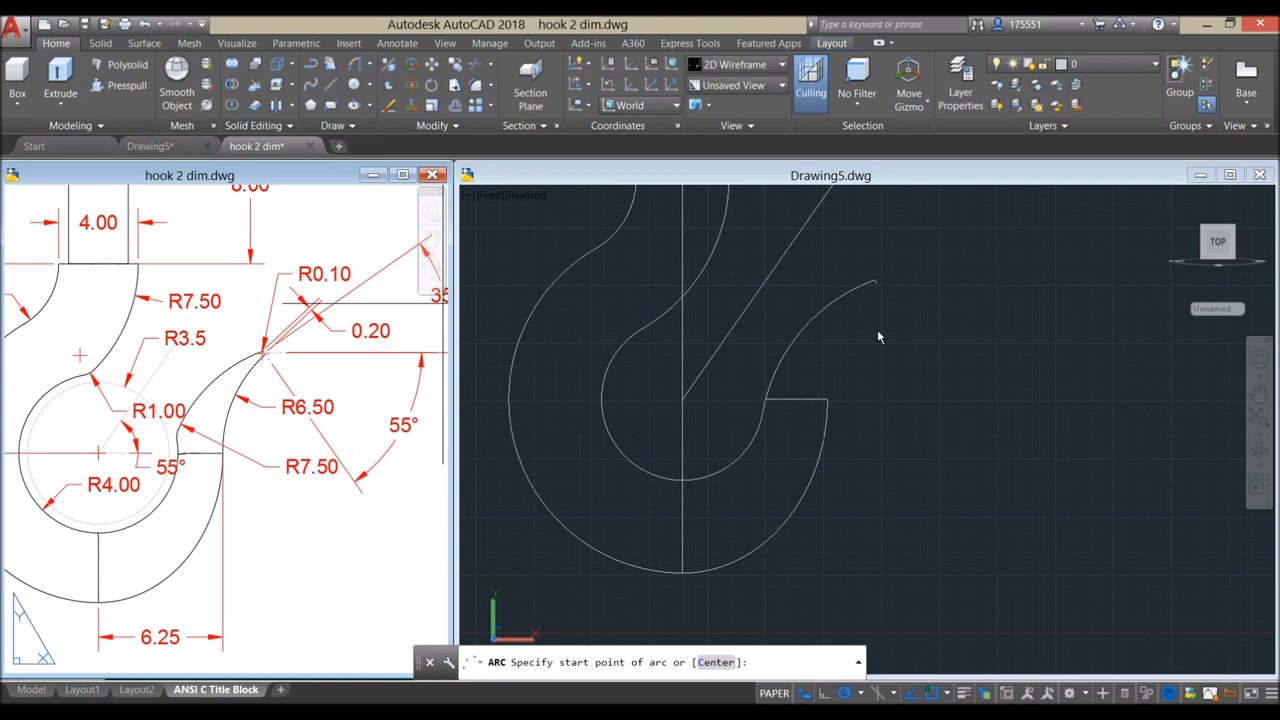 Autodesk AutoCAD 2018 hook 2 dim.dwg
Type a keyword or phrase
175551
Home Solid Surface Mesh Visualize Parametric Insert Annotate View Manage Output Add-ins A360 Express Tools Featured Apps Layout
Box
Extrude
Polysolid
Presspull
Smooth
Object
Section
Plane
World
2D Wireframe
Unsaved View
Culling
No Filter
Move
Gizmo
Layer
Properties
0
Group
Base
Modeling
Mesh
Solid Editing
Draw
Modify
Section
Coordinates
View
Selection
Layers
Groups
View
Start
Drawing5*
hook 2 dim*
hook 2 dim.dwg
Drawing5.dwg
[−][Front][Realistic]
TOP
Unnamed
4.00
R0.10
R7.50
0.20
R3.5
R1.00
R6.50
55°
55°
R7.50
R4.00
6.25
Y
X
Y
X
ARC Specify start point of arc or [Center]:
Model Layout1 Layout2 ANSI C Title Block
PAPER